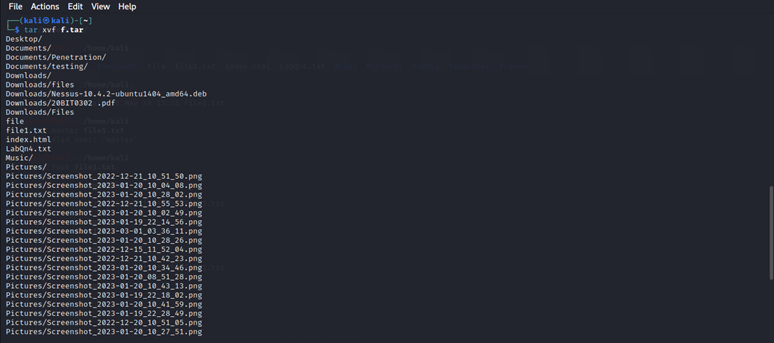 File Actions Edit View Help
┌──(kali㉿kali)-[~]
└─$ tar xvf f.tar
Desktop/
Documents/
Documents/Penetration/
Documents/testing/
Downloads/
Downloads/files
Downloads/Nessus-10.4.2-ubuntu1404_amd64.deb
Downloads/20BIT0302 .pdf
Downloads/Files
file
file1.txt
index.html
LabQn4.txt
Music/
Pictures/
Pictures/Screenshot_2022-12-21_10_51_50.png
Pictures/Screenshot_2023-01-20_10_04_08.png
Pictures/Screenshot_2023-01-20_10_28_02.png
Pictures/Screenshot_2022-12-21_10_55_53.png
Pictures/Screenshot_2023-01-20_10_02_49.png
Pictures/Screenshot_2023-01-19_22_14_56.png
Pictures/Screenshot_2023-03-01_03_36_11.png
Pictures/Screenshot_2023-01-20_10_28_26.png
Pictures/Screenshot_2022-12-15_11_52_04.png
Pictures/Screenshot_2022-12-21_10_42_23.png
Pictures/Screenshot_2023-01-20_10_34_46.png
Pictures/Screenshot_2023-01-20_08_51_28.png
Pictures/Screenshot_2023-01-20_10_43_13.png
Pictures/Screenshot_2023-01-19_22_18_02.png
Pictures/Screenshot_2023-01-20_10_41_59.png
Pictures/Screenshot_2023-01-19_22_28_49.png
Pictures/Screenshot_2022-12-20_10_51_05.png
Pictures/Screenshot_2023-01-20_10_27_51.png